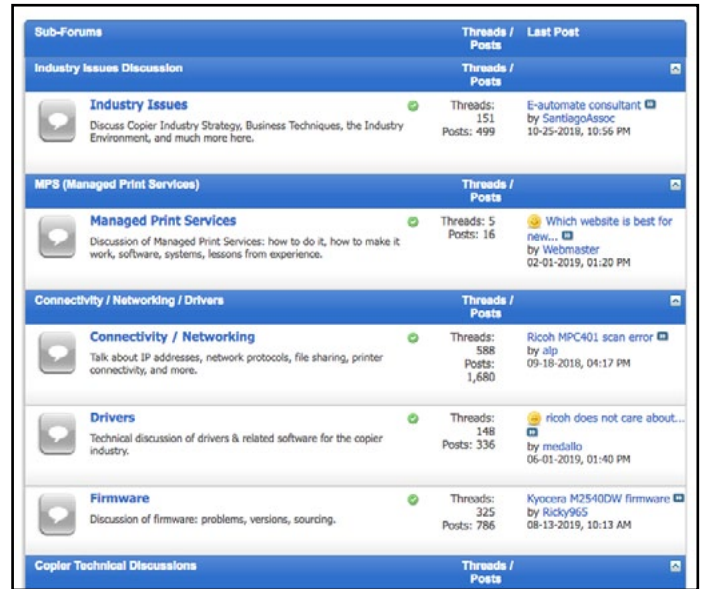 Sub-Forums Threads / Last Post
Posts
Industry Issues Discussion Threads /
Posts
Industry Issues Threads: E-automate consultant
Discuss Copier Industry Strategy, Business Techniques, the Industry 151 by SantiagoAssoc
Environment, and much more here. Posts: 499 10-25-2018, 10:56 PM
MPS (Managed Print Services) Threads /
Posts
Managed Print Services Threads: 5 Which website is best for
Discussion of Managed Print Services: how to do it, how to make it Posts: 16 new...
work, software, systems, lessons from experience. by Webmaster
02-01-2019, 01:20 PM
Connectivity / Networking / Drivers Threads /
Posts
Connectivity / Networking Threads: Ricoh MPC401 scan error
Talk about IP addresses, network protocols, file sharing, printer 588 by alp
connectivity, and more. Posts: 09-18-2018, 04:17 PM
1,680
Drivers Threads: ricoh does not care about...
Technical discussion of drivers & related software for the copier 148
industry. Posts: 336 by medallo
06-01-2019, 01:40 PM
Firmware Threads: Kyocera M2540DW firmware
Discussion of firmware: problems, versions, sourcing. 325 by Ricky965
Posts: 786 08-13-2019, 10:13 AM
Copier Technical Discussions Threads /
Posts